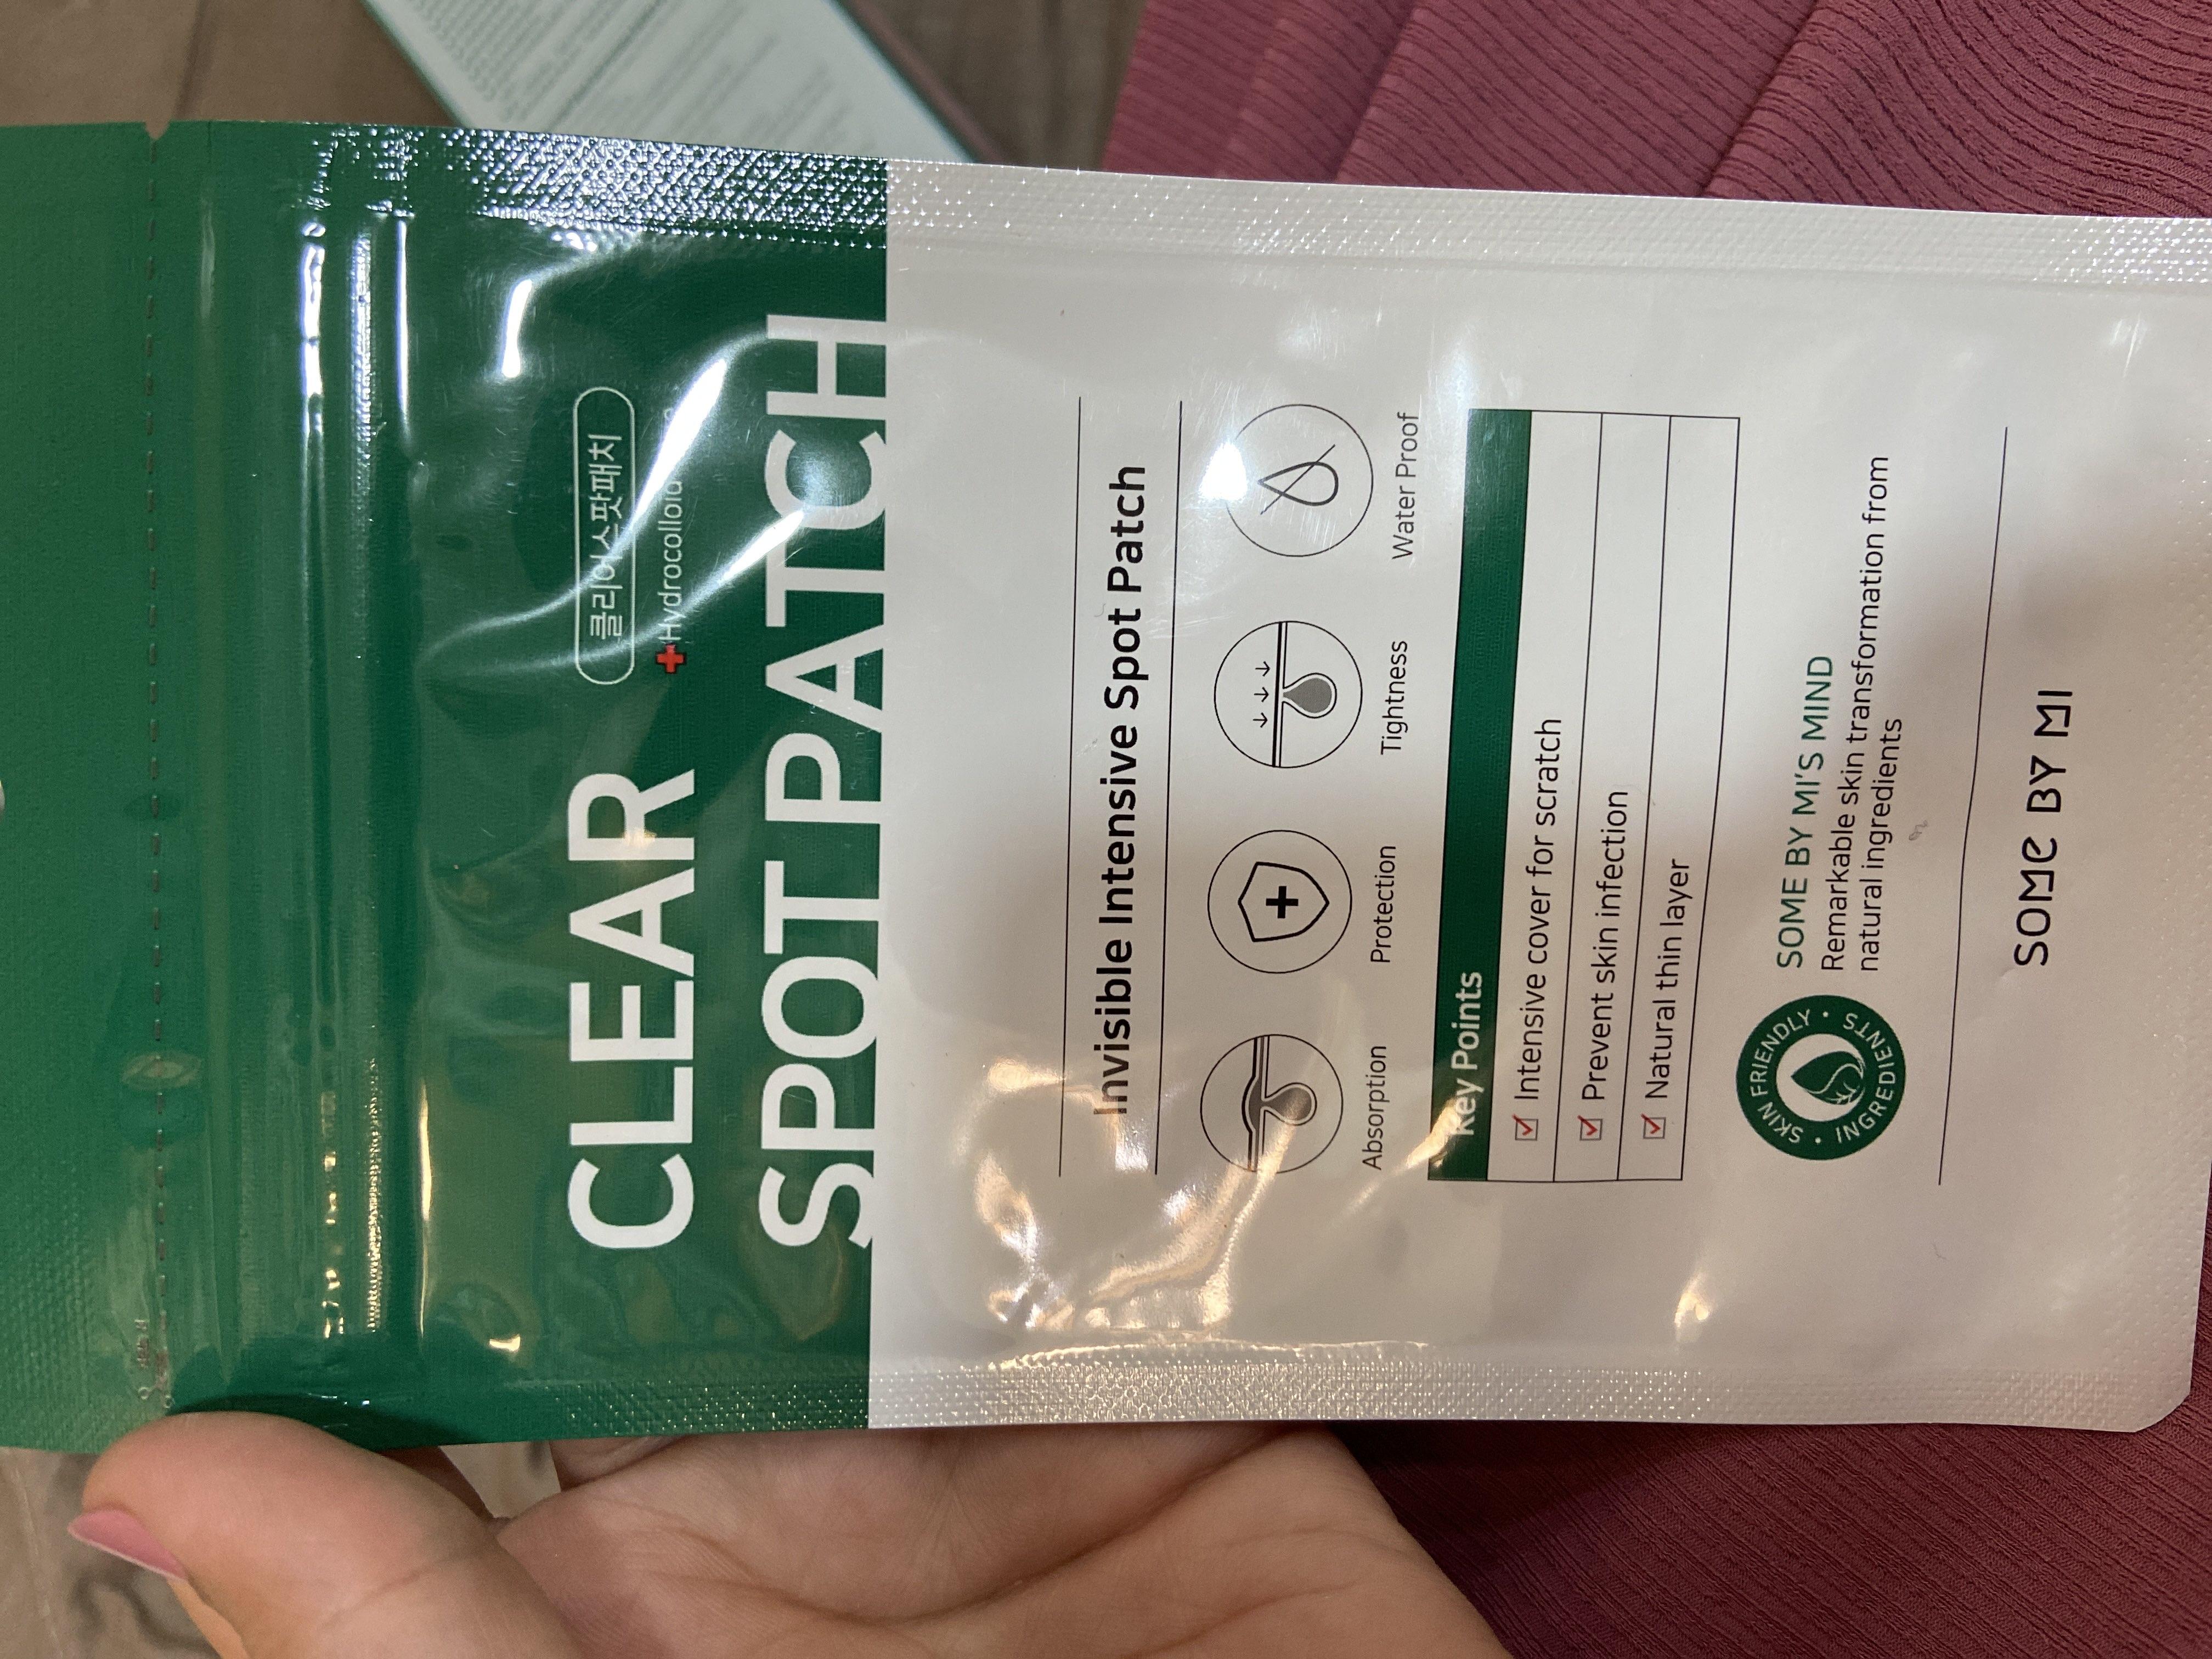 CLEAR
클리어스팟패치
Hydrocolloid
SPOT PATCH
Invisible Intensive Spot Patch
Absorption
Protection
Tightness
Water Proof
Key Points
Intensive cover for scratch
Prevent skin infection
Natural thin layer
SKIN FRIENDLY • INGREDIENTS •
SOME BY MI'S MIND
Remarkable skin transformation from
natural ingredients
SOME BY MI